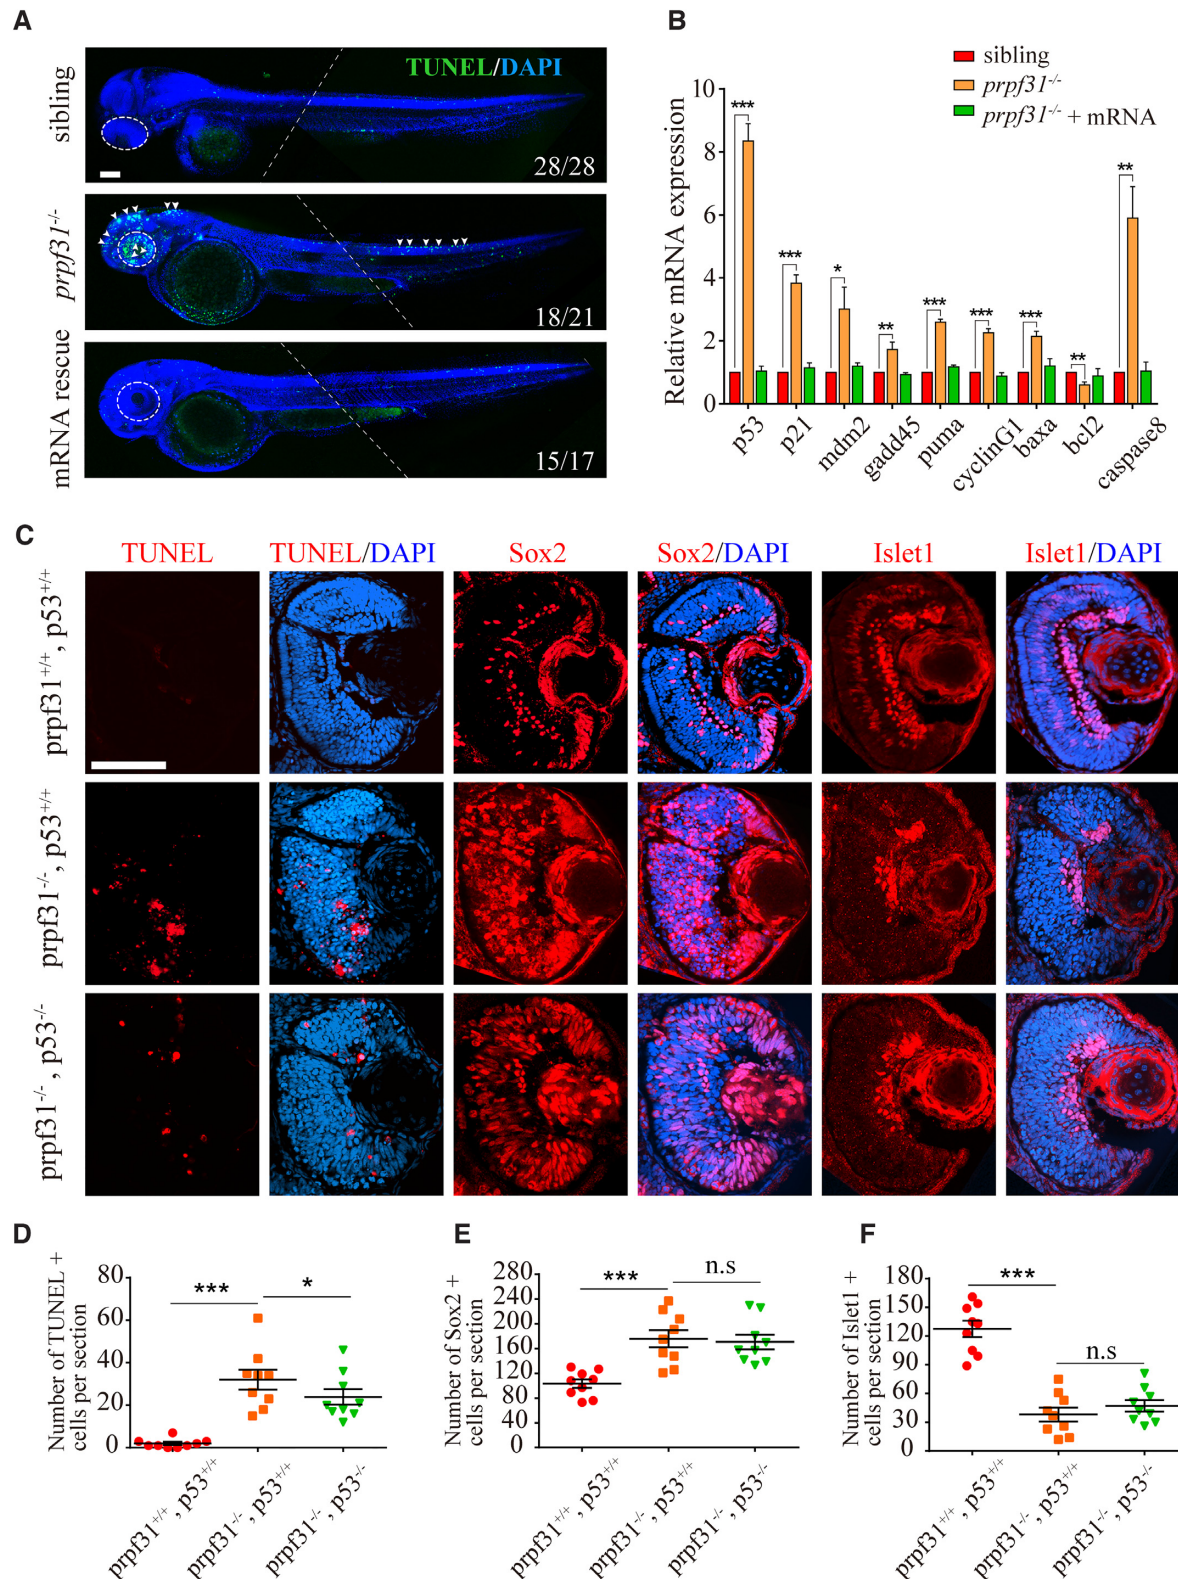 A
sibling
TUNEL/DAPI
28/28
prpf31-/-
18/21
mRNA rescue
15/17
B
sibling
prpf31-/-
prpf31-/- + mRNA
Relative mRNA expression
10
8
6
4
2
0
***
***
*
**
***
***
***
**
**
p53
p21
mdm2
gadd45
puma
cyclinG1
baxa
bcl2
caspase8
C
TUNEL
TUNEL/DAPI
Sox2
Sox2/DAPI
Islet1
Islet1/DAPI
prpf31+/+, p53+/+
prpf31-/-, p53+/+
prpf31-/-, p53-/-
D
Number of TUNEL +
cells per section
80
60
40
20
0
***
*
prpf31+/+, p53+/+
prpf31-/-, p53+/+
prpf31-/-, p53-/-
E
Number of Sox2 +
cells per section
280
240
200
160
120
80
40
0
***
n.s
prpf31+/+, p53+/+
prpf31-/-, p53+/+
prpf31-/-, p53-/-
F
Number of Islet1 +
cells per section
180
150
120
90
60
30
0
***
n.s
prpf31+/+, p53+/+
prpf31-/-, p53+/+
prpf31-/-, p53-/-